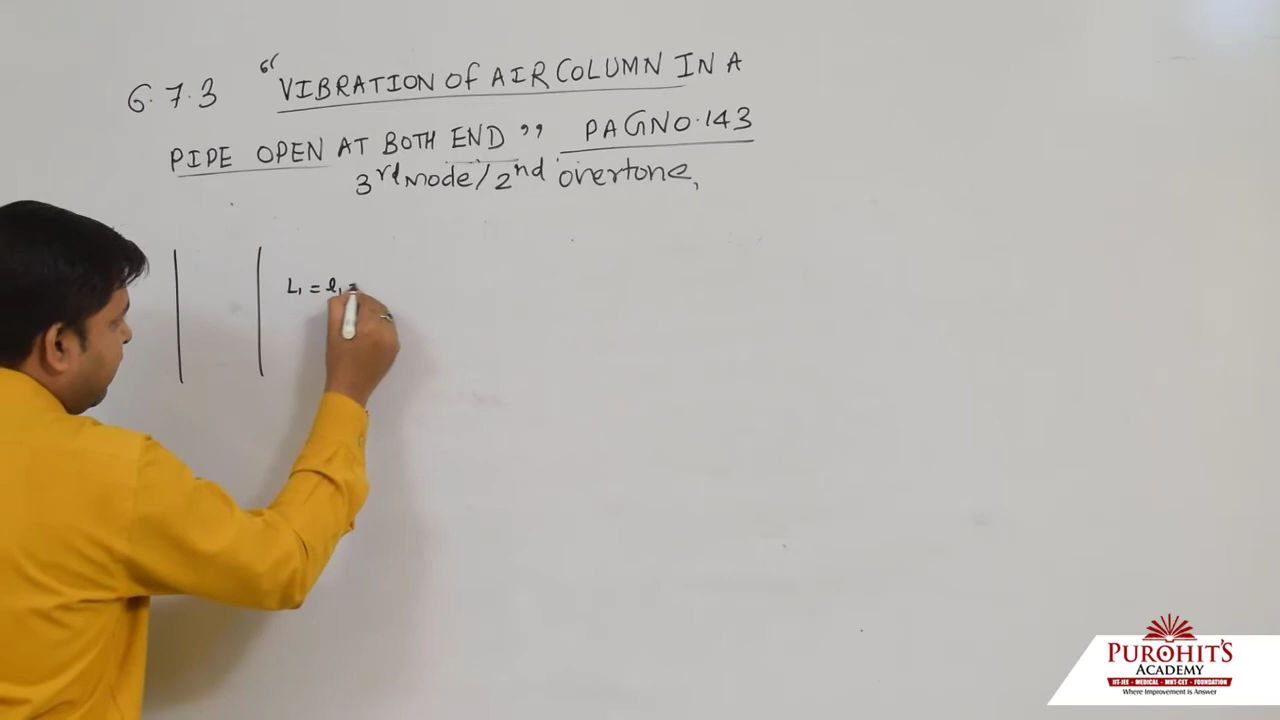 6.7.3 “VIBRATION OF AIR COLUMN IN A
PIPE OPEN AT BOTH END” PAGNO.143
3rd mode/2nd overtone,
L₁ = l₁ =
PUROHIT'S
ACADEMY
IIT-JEE - MEDICAL - MHT-CET - FOUNDATION
Where Improvement is Answer